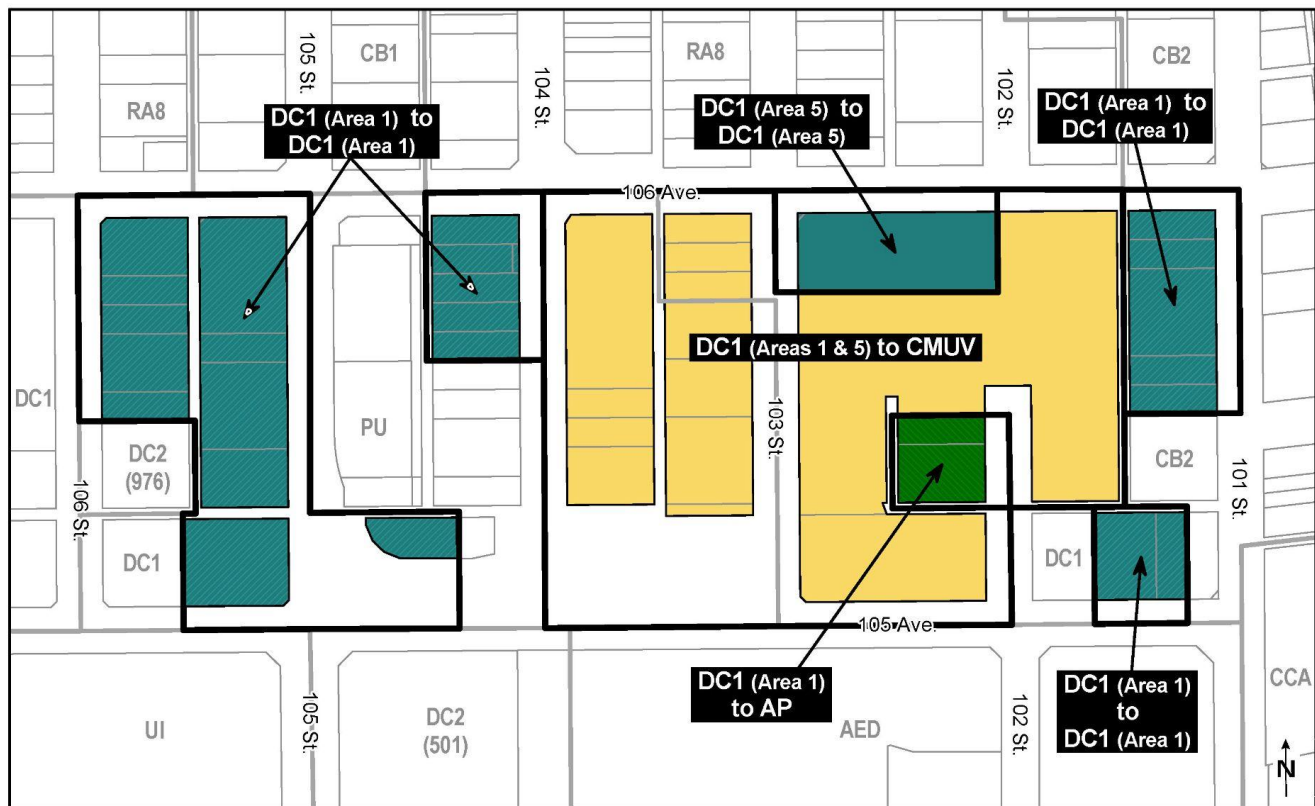 105 St.
CB1
104 St.
RA8
102 St.
CB2
RA8
DC1 (Area 1) to
DC1 (Area 1)
DC1 (Area 5) to
DC1 (Area 5)
DC1 (Area 1) to
DC1 (Area 1)
106 Ave.
DC1 (Areas 1 & 5) to CMUV
DC1
PU
103 St.
DC2
(976)
CB2
101 St.
106 St.
DC1
DC1
105 Ave.
DC1 (Area 1)
to AP
DC1 (Area 1)
to
DC1 (Area 1)
CCA
UI
105 St.
DC2
(501)
AED
102 St.
N